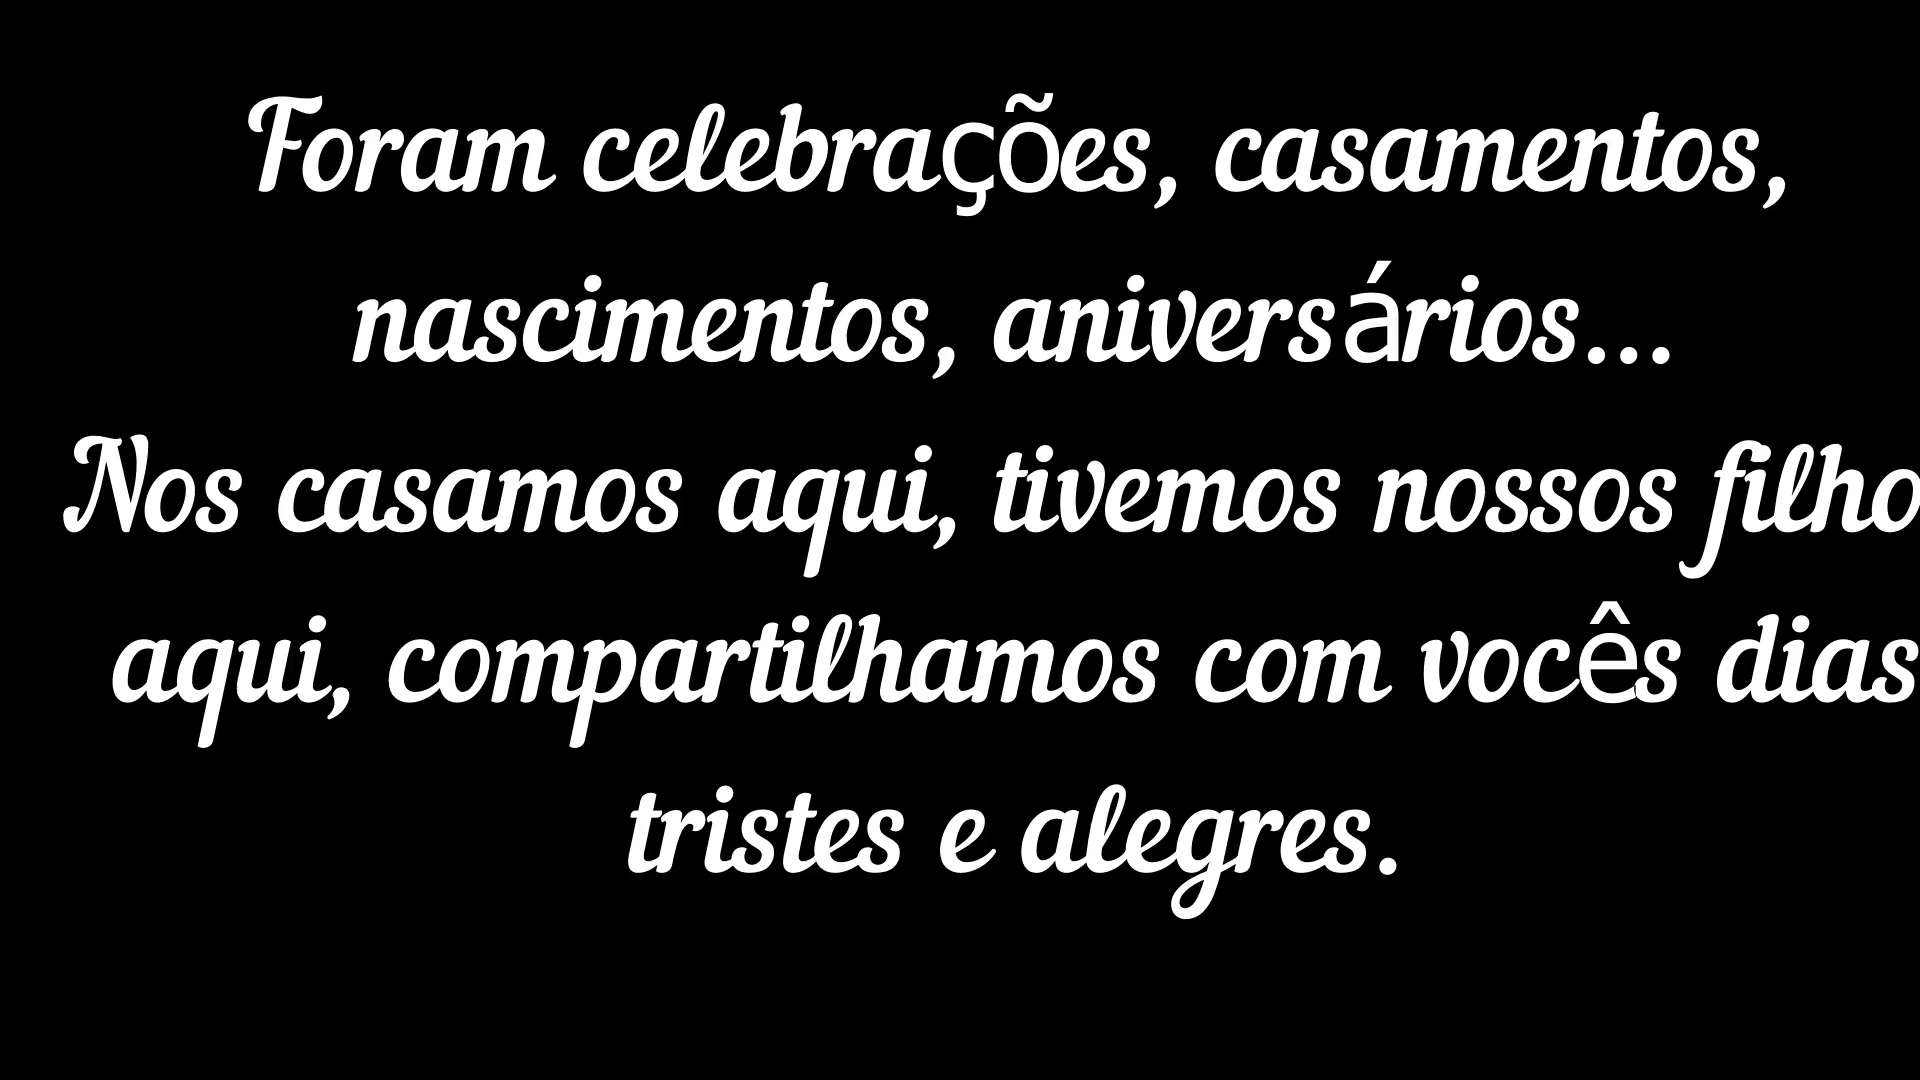 Foram celebrações, casamentos,
nascimentos, aniversários...
Nos casamos aqui, tivemos nossos filho
aqui, compartilhamos com vocês dias
tristes e alegres.